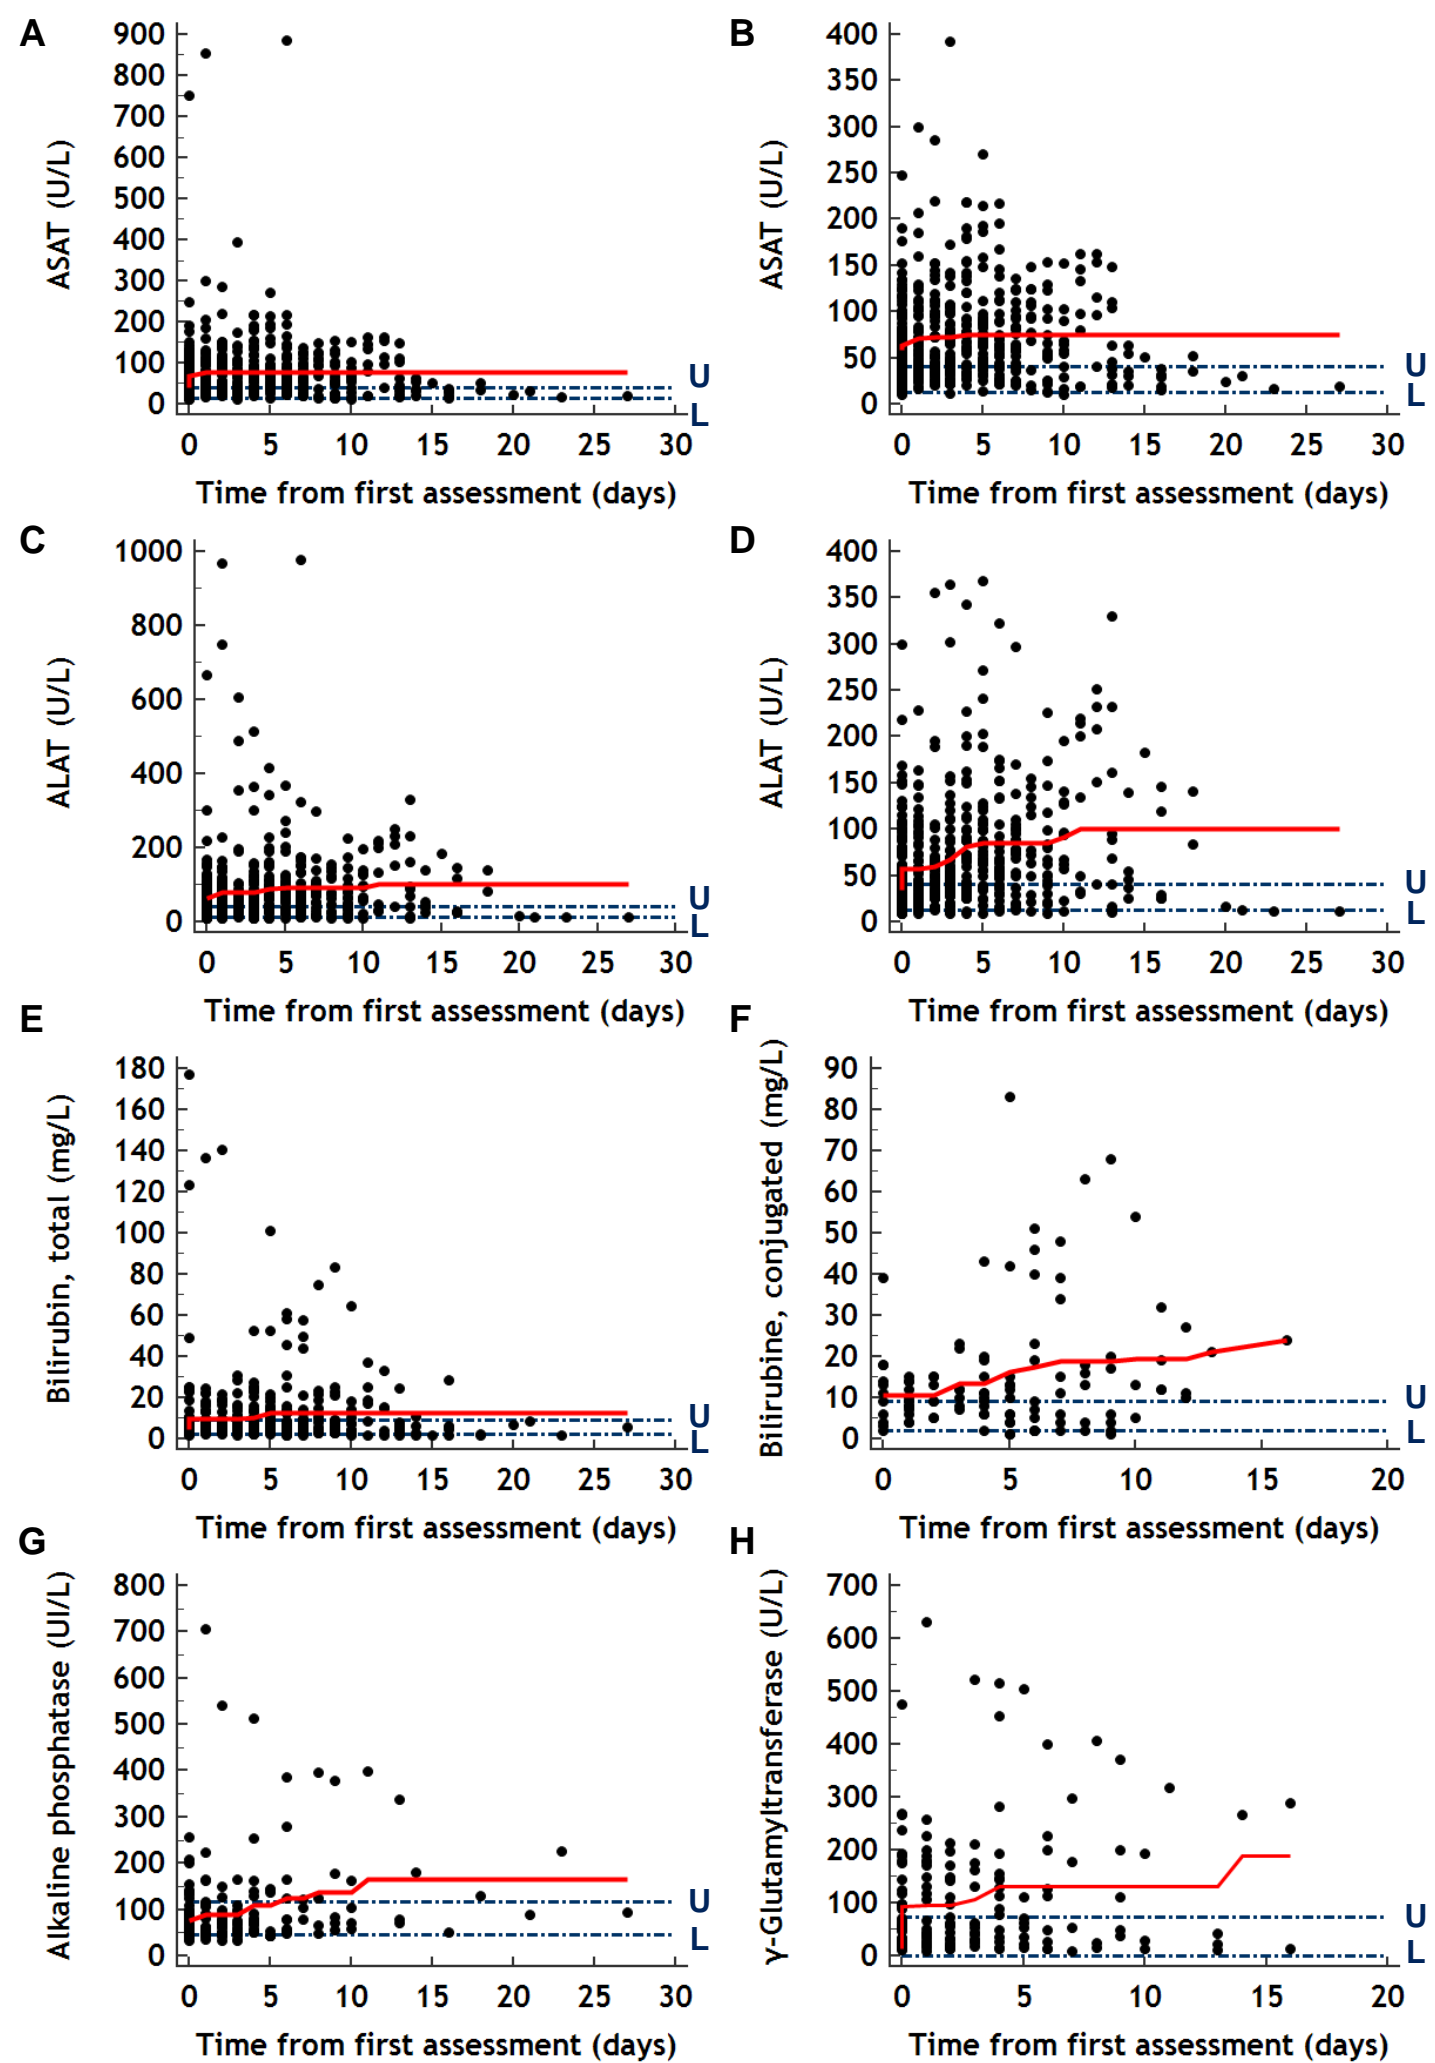 A
ASAT (U/L)
900
800
700
600
500
400
300
200
100
0
U
L
0 5 10 15 20 25 30
Time from first assessment (days)
B
ASAT (U/L)
400
350
300
250
200
150
100
50
0
U
L
0 5 10 15 20 25 30
Time from first assessment (days)
C
ALAT (U/L)
1000
800
600
400
200
0
U
L
0 5 10 15 20 25 30
Time from first assessment (days)
D
ALAT (U/L)
400
350
300
250
200
150
100
50
0
U
L
0 5 10 15 20 25 30
Time from first assessment (days)
E
Bilirubin, total (mg/L)
180
160
140
120
100
80
60
40
20
0
U
L
0 5 10 15 20 25 30
Time from first assessment (days)
F
Bilirubine, conjugated (mg/L)
90
80
70
60
50
40
30
20
10
0
U
L
0 5 10 15 20
Time from first assessment (days)
G
Alkaline phosphatase (UI/L)
800
700
600
500
400
300
200
100
0
U
L
0 5 10 15 20 25 30
Time from first assessment (days)
H
γ-Glutamyltransferase (U/L)
700
600
500
400
300
200
100
0
U
L
0 5 10 15 20
Time from first assessment (days)